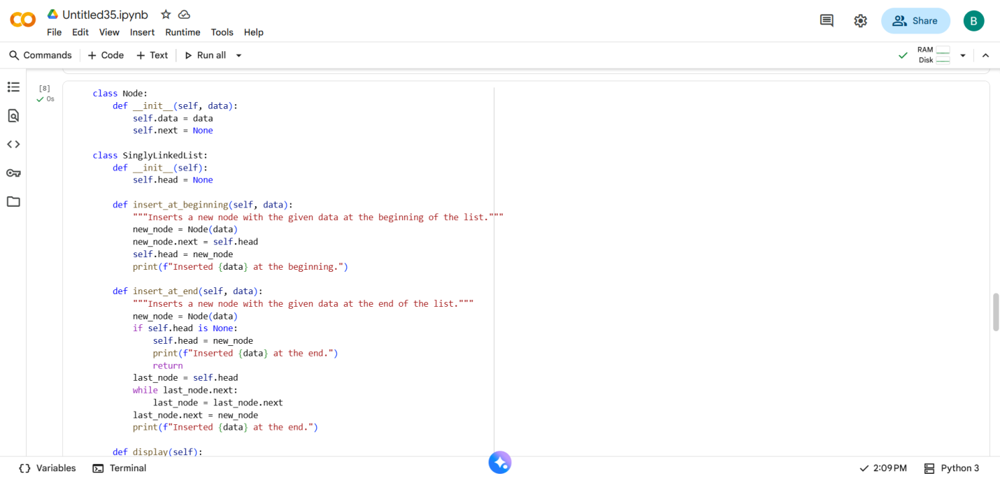 Untitled35.ipynb
File Edit View Insert Runtime Tools Help
Share
B
Commands + Code + Text Run all
RAM
Disk
[8]
0s
class Node:
    def __init__(self, data):
        self.data = data
        self.next = None
class SinglyLinkedList:
    def __init__(self):
        self.head = None
    def insert_at_beginning(self, data):
        """Inserts a new node with the given data at the beginning of the list."""
        new_node = Node(data)
        new_node.next = self.head
        self.head = new_node
        print(f"Inserted {data} at the beginning.")
    def insert_at_end(self, data):
        """Inserts a new node with the given data at the end of the list."""
        new_node = Node(data)
        if self.head is None:
            self.head = new_node
            print(f"Inserted {data} at the end.")
            return
        last_node = self.head
        while last_node.next:
            last_node = last_node.next
        last_node.next = new_node
        print(f"Inserted {data} at the end.")
    def display(self):
{} Variables Terminal
2:09 PM Python 3